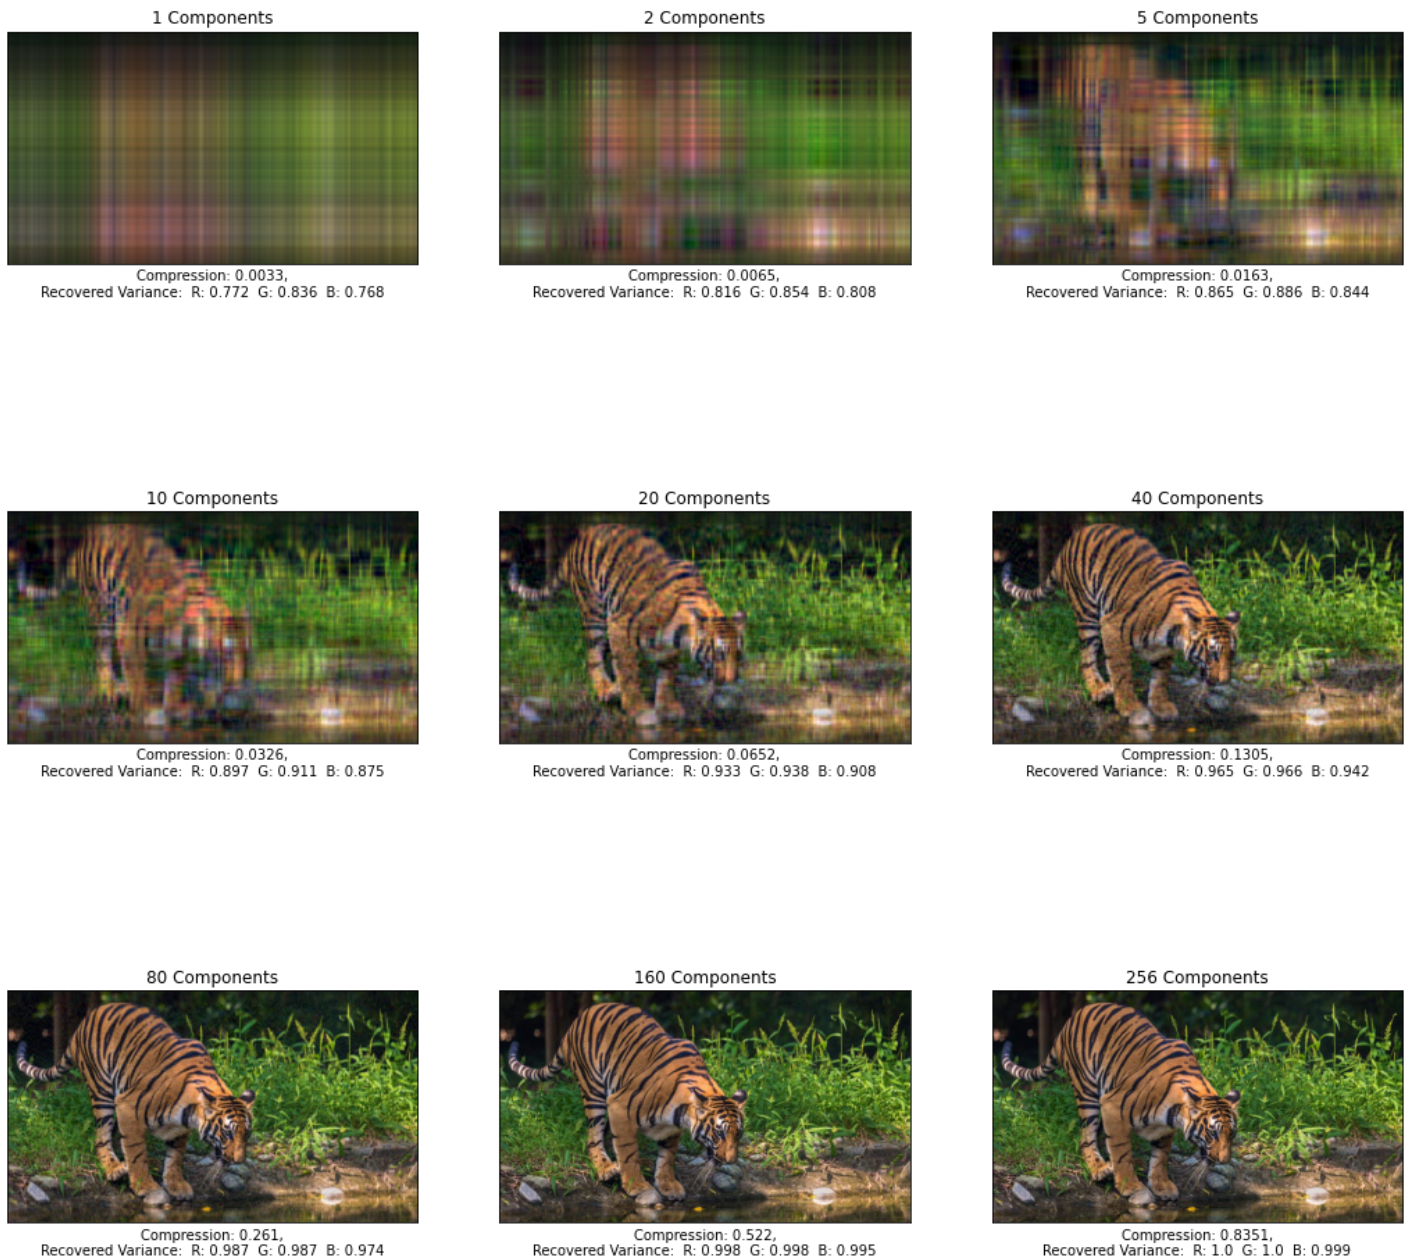 1 Components
Compression: 0.0033,
Recovered Variance:  R: 0.772  G: 0.836  B: 0.768
2 Components
Compression: 0.0065,
Recovered Variance:  R: 0.816  G: 0.854  B: 0.808
5 Components
Compression: 0.0163,
Recovered Variance:  R: 0.865  G: 0.886  B: 0.844
10 Components
Compression: 0.0326,
Recovered Variance:  R: 0.897  G: 0.911  B: 0.875
20 Components
Compression: 0.0652,
Recovered Variance:  R: 0.933  G: 0.938  B: 0.908
40 Components
Compression: 0.1305,
Recovered Variance:  R: 0.965  G: 0.966  B: 0.942
80 Components
Compression: 0.261,
Recovered Variance:  R: 0.987  G: 0.987  B: 0.974
160 Components
Compression: 0.522,
Recovered Variance:  R: 0.998  G: 0.998  B: 0.995
256 Components
Compression: 0.8351,
Recovered Variance:  R: 1.0  G: 1.0  B: 0.999